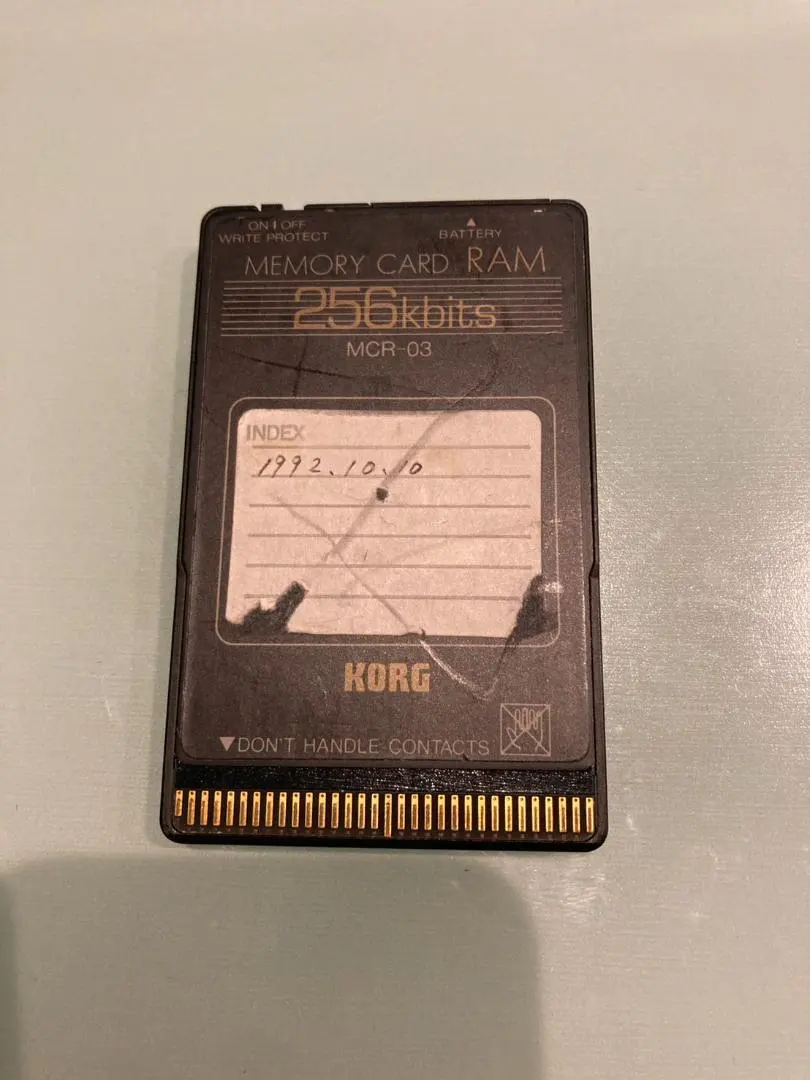 ON OFF
WRITE PROTECT
▲
BATTERY
MEMORY CARD RAM
256kbits
MCR-03
INDEX
1992.10.10
KORG
▼DON'T HANDLE CONTACTS